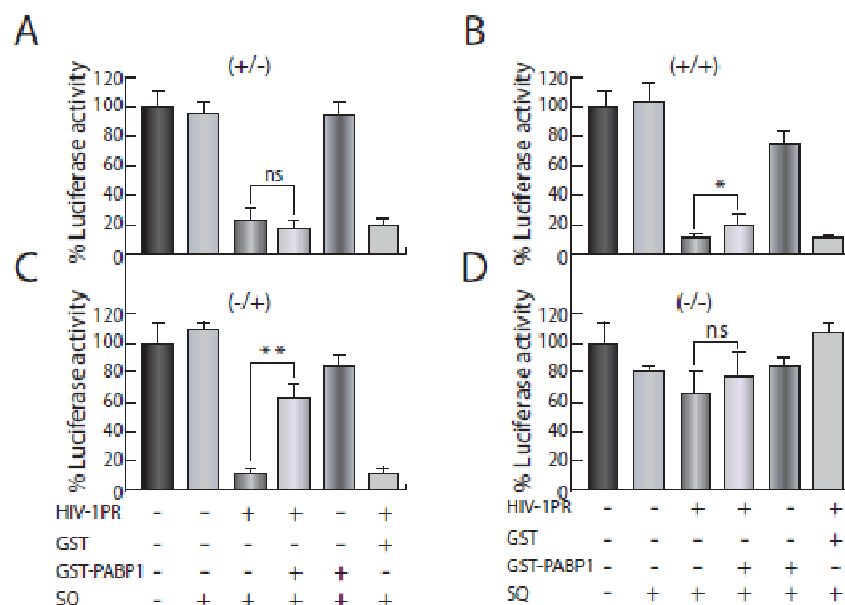 A
(+/-)
% Luciferase activity
120
100
80
60
40
20
0
ns
B
(+/+)
% Luciferase activity
120
100
80
60
40
20
0
*
C
(-/+)
% Luciferase activity
120
100
80
60
40
20
0
**
D
(-/-)
% Luciferase activity
120
100
80
60
40
20
0
ns
HIV-1PR - - + + - +
GST - - - - - +
GST-PABP1 - - - + + -
SQ - + + + + +
HIV-1PR - - + + - +
GST - - - - - +
GST-PABP1 - - - + + -
SQ - + + + + +